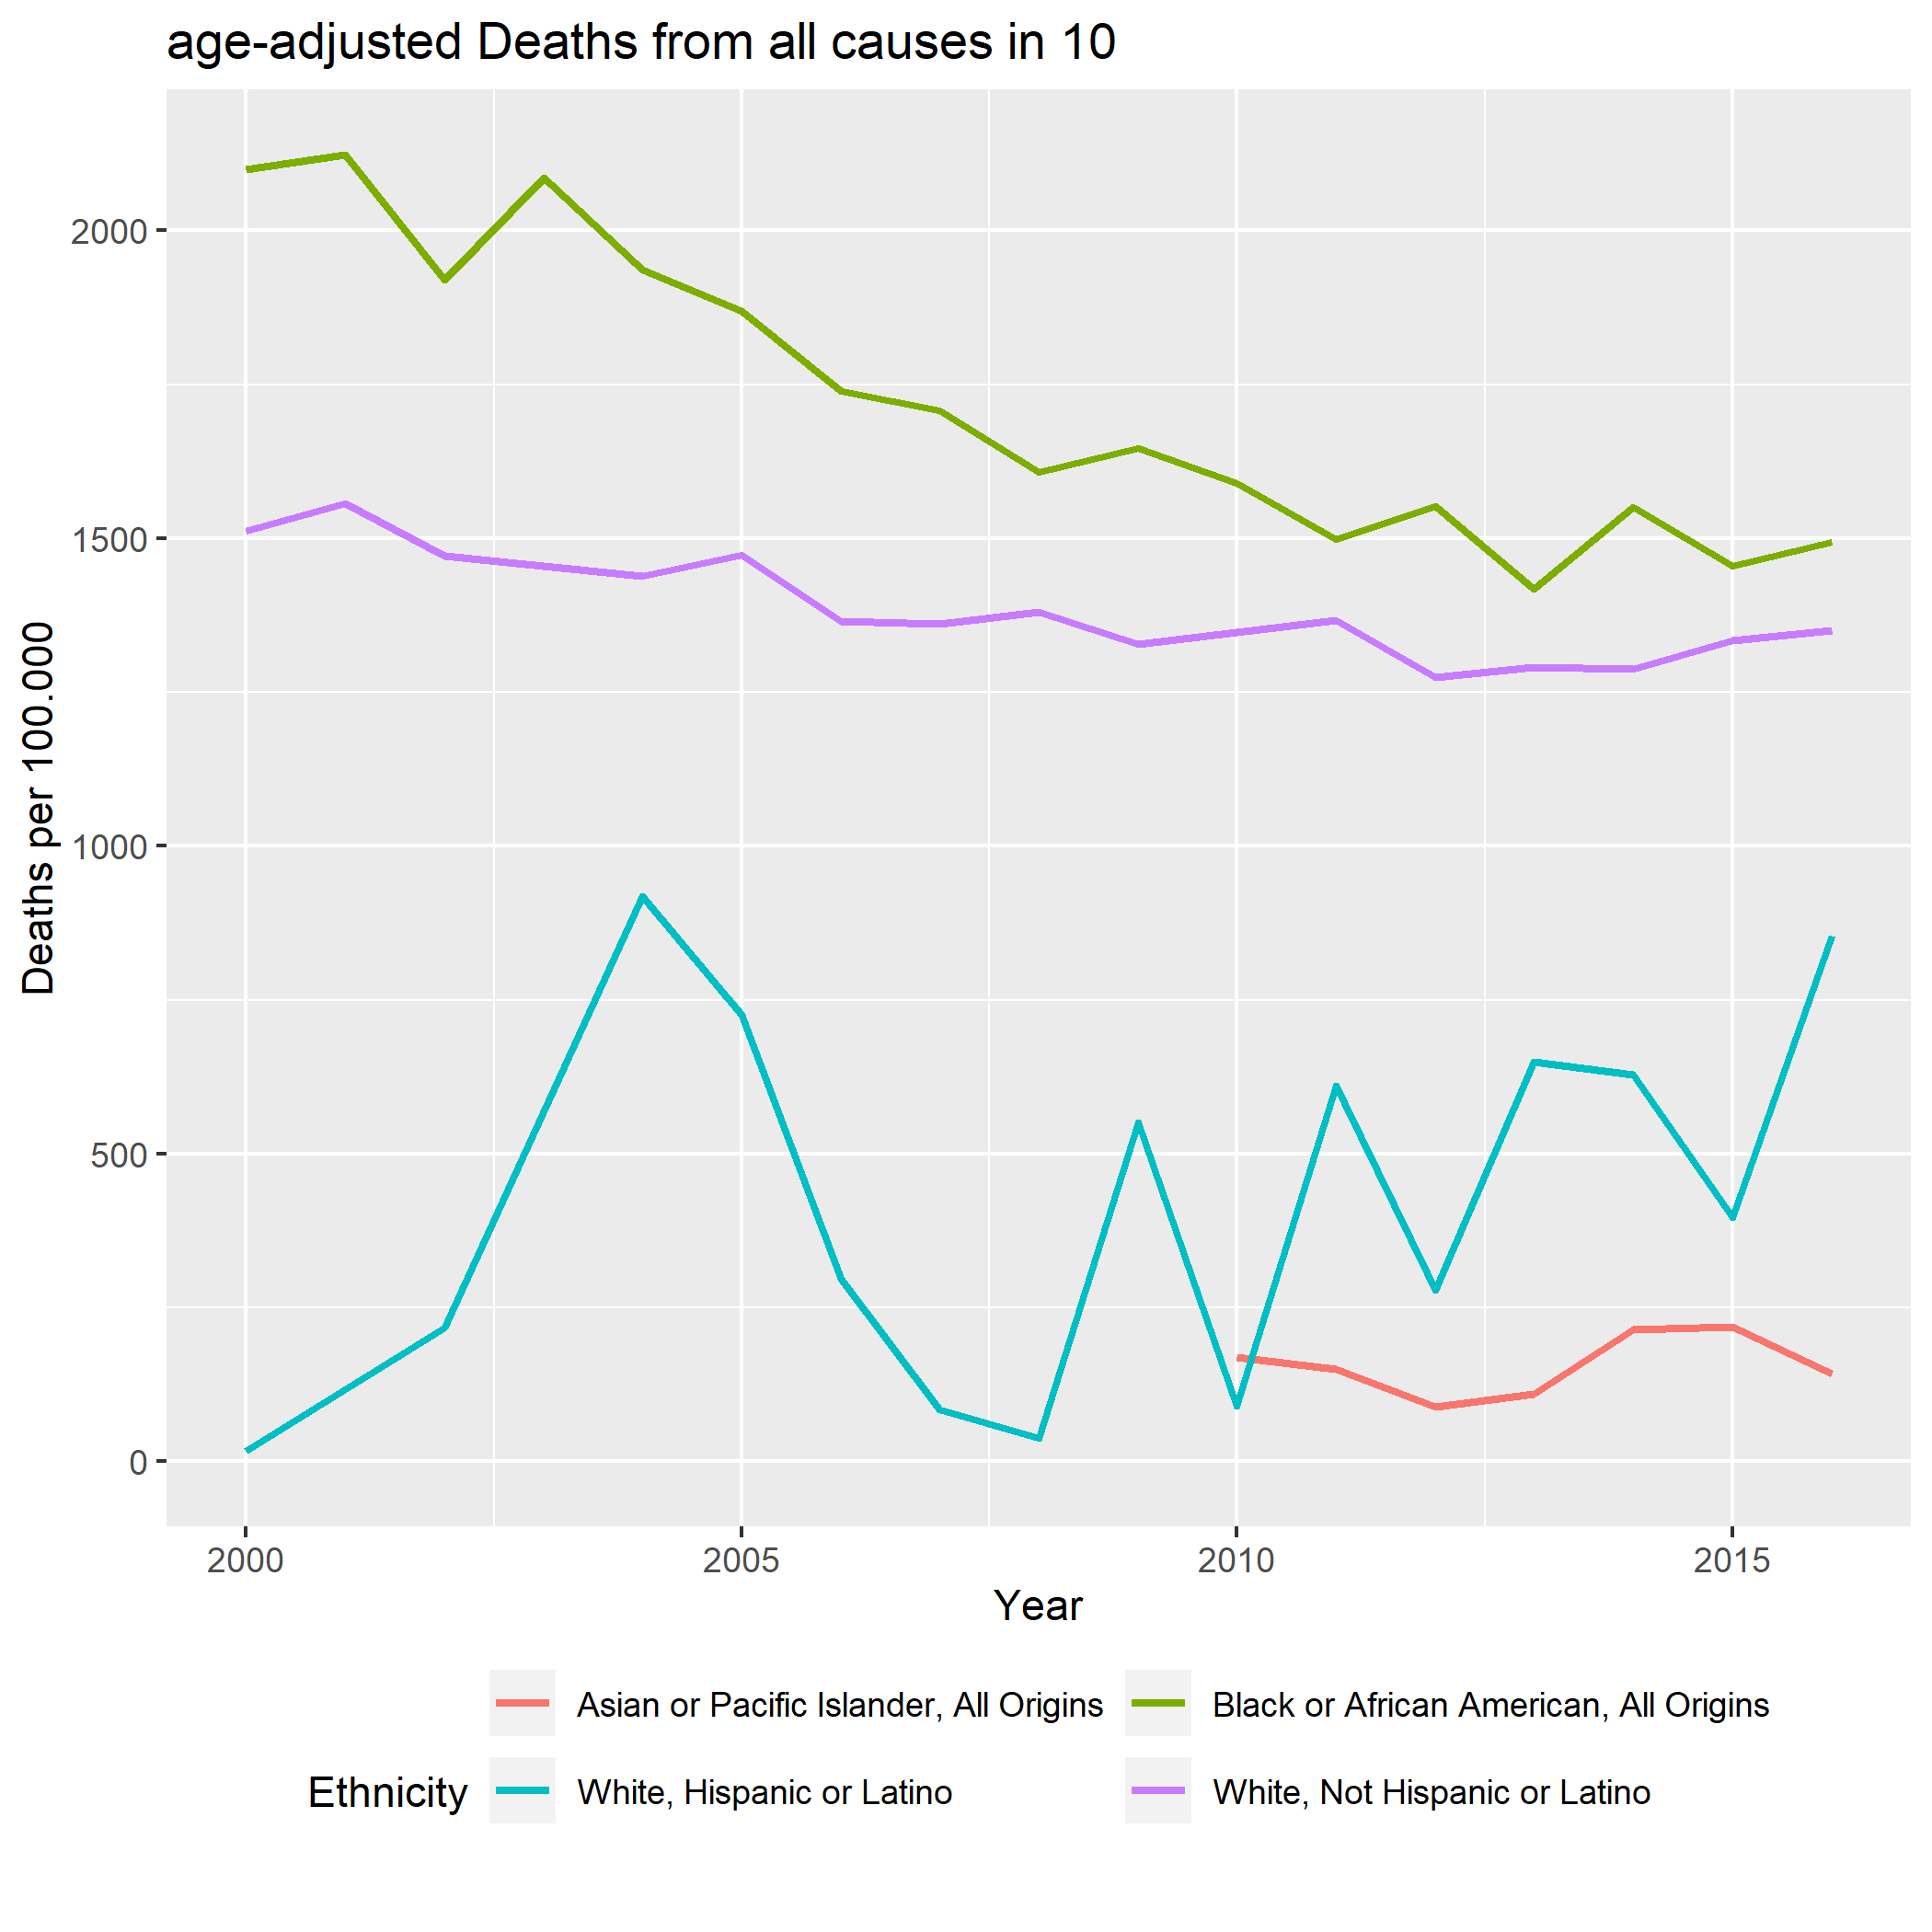 age-adjusted Deaths from all causes in 10
Deaths per 100.000
2000
1500
1000
500
0
2000 2005 2010 2015
Year
Ethnicity
Asian or Pacific Islander, All Origins
Black or African American, All Origins
White, Hispanic or Latino
White, Not Hispanic or Latino